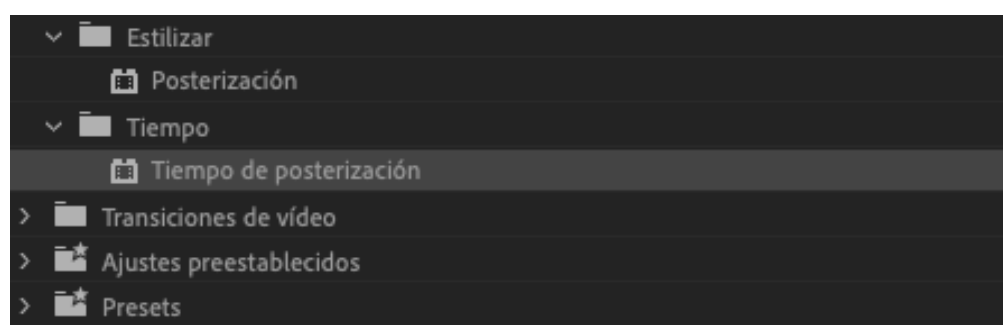 Estilizar
Posterización
Tiempo
Tiempo de posterización
Transiciones de vídeo
Ajustes preestablecidos
Presets